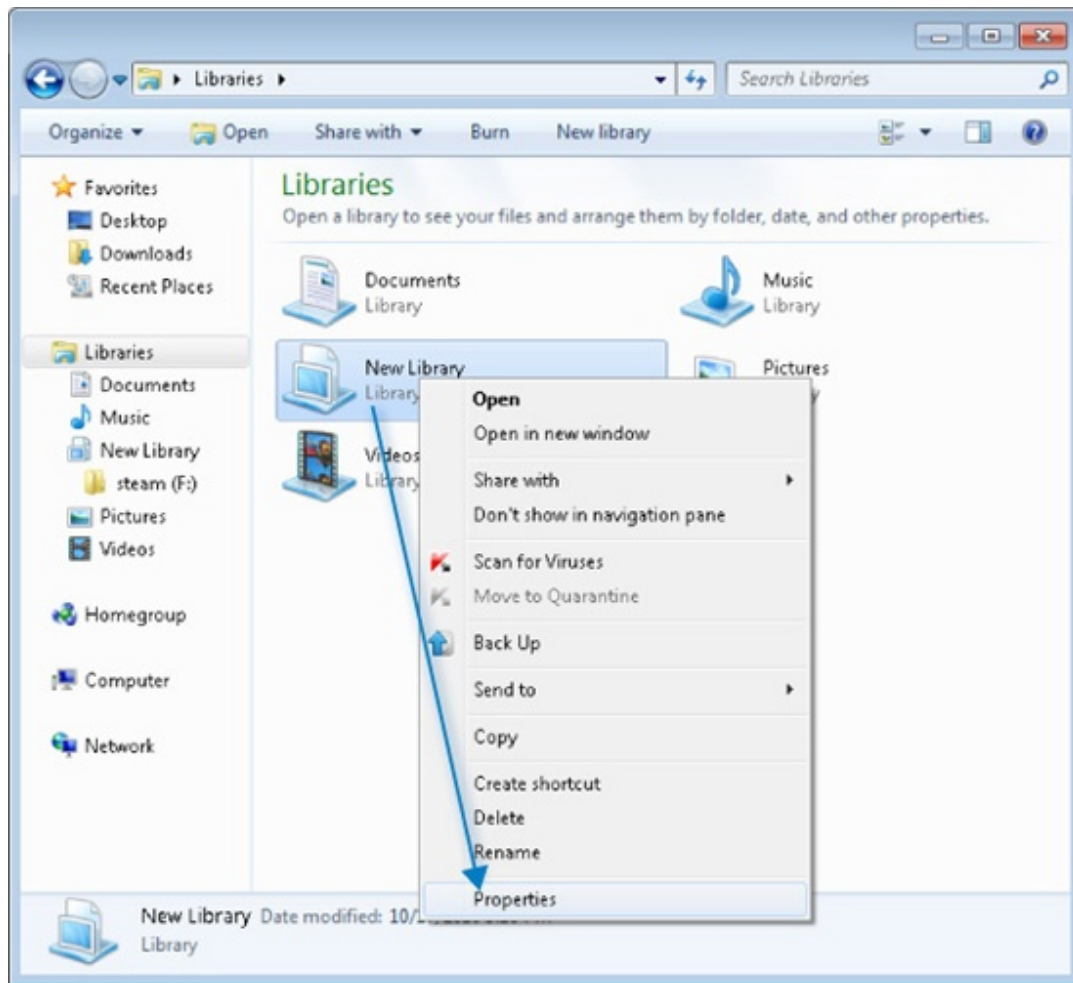 Libraries
Search Libraries
Organize Open Share with Burn New library
Favorites
Desktop
Downloads
Recent Places
Libraries
Documents
Music
New Library
steam (F:)
Pictures
Videos
Homegroup
Computer
Network
Libraries
Open a library to see your files and arrange them by folder, date, and other properties.
Documents
Library
Music
Library
New Library
Library
Pictures
Videos
Library
Open
Open in new window
Share with
Don't show in navigation pane
Scan for Viruses
Move to Quarantine
Back Up
Send to
Copy
Create shortcut
Delete
Rename
Properties
New Library Date modified:
Library